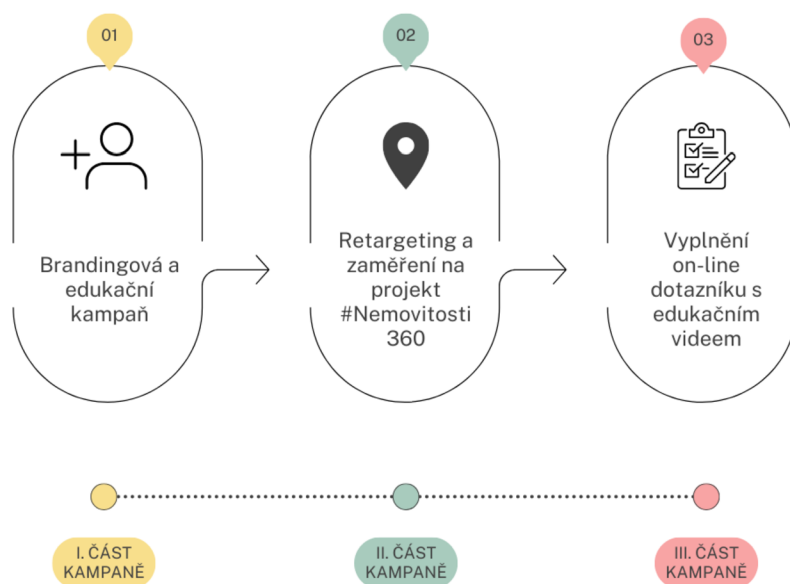 01
02
03
Brandingová a
edukační
kampaň
Retargeting a
zaměření na
projekt
#Nemovitosti
360
Vyplnění
on-line
dotazníku s
edukačním
videem
I. ČÁST
KAMPANĚ
II. ČÁST
KAMPANĚ
III. ČÁST
KAMPANĚ